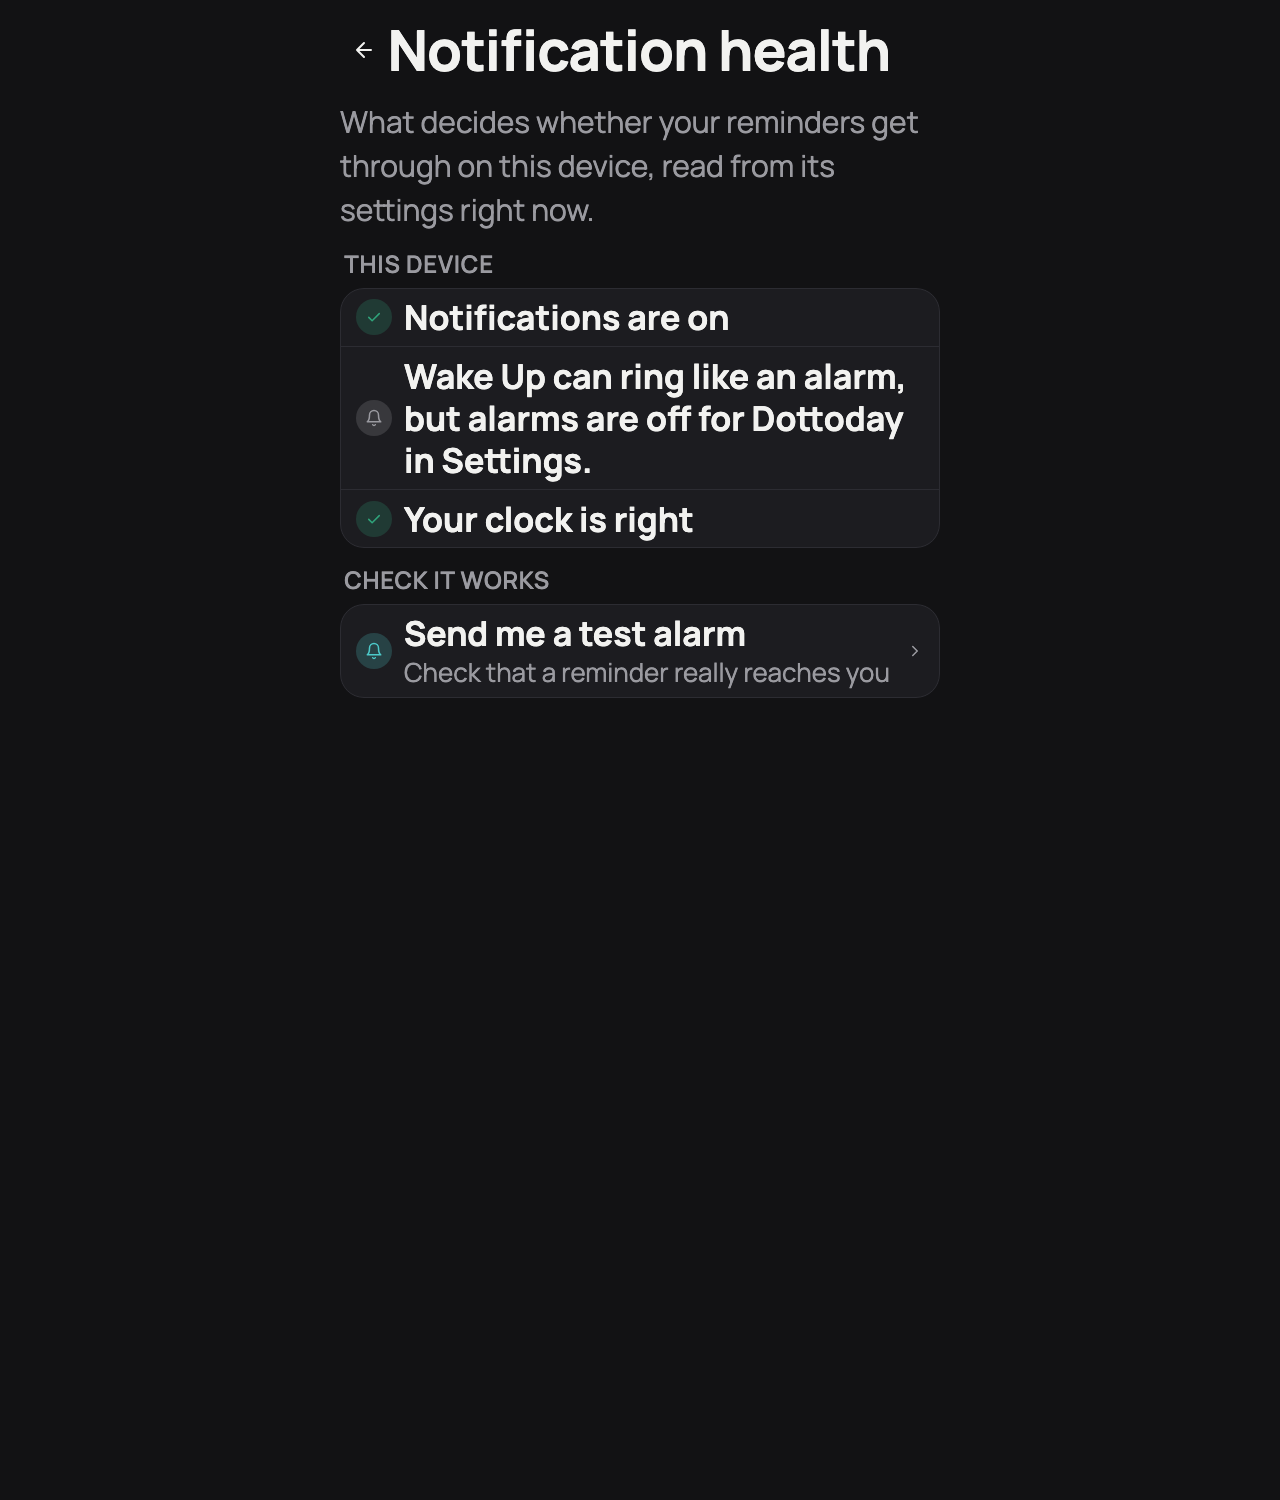 Notification health
What decides whether your reminders get
through on this device, read from its
settings right now.
THIS DEVICE
Notifications are on
Wake Up can ring like an alarm,
but alarms are off for Dottoday
in Settings.
Your clock is right
CHECK IT WORKS
Send me a test alarm
Check that a reminder really reaches you